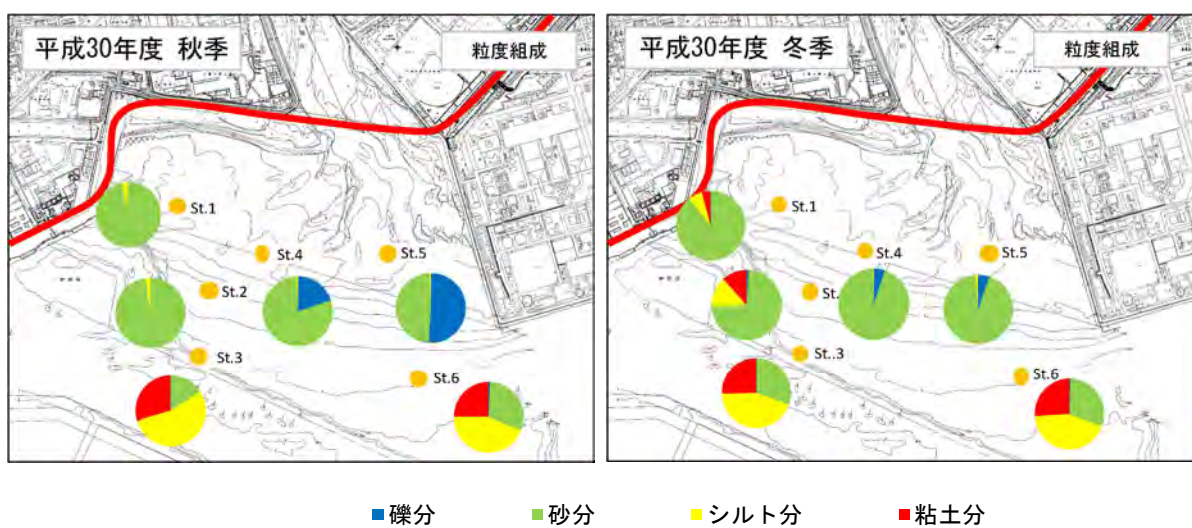 平成30年度 秋季
粒度組成
St.1
St.4
St.5
St.2
St.3
St.6
平成30年度 冬季
粒度組成
St.1
St.4
St.5
St.
St..3
St.6
礫分
砂分
シルト分
粘土分